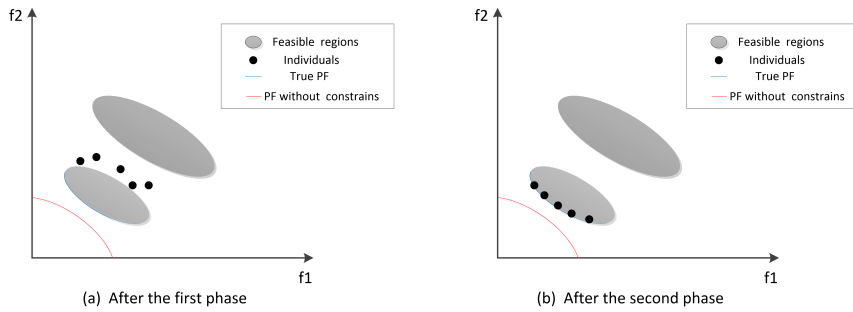 f2
Feasible regions
Individuals
True PF
PF without constrains
f1
(a) After the first phase
f2
Feasible regions
Individuals
True PF
PF without constrains
f1
(b) After the second phase